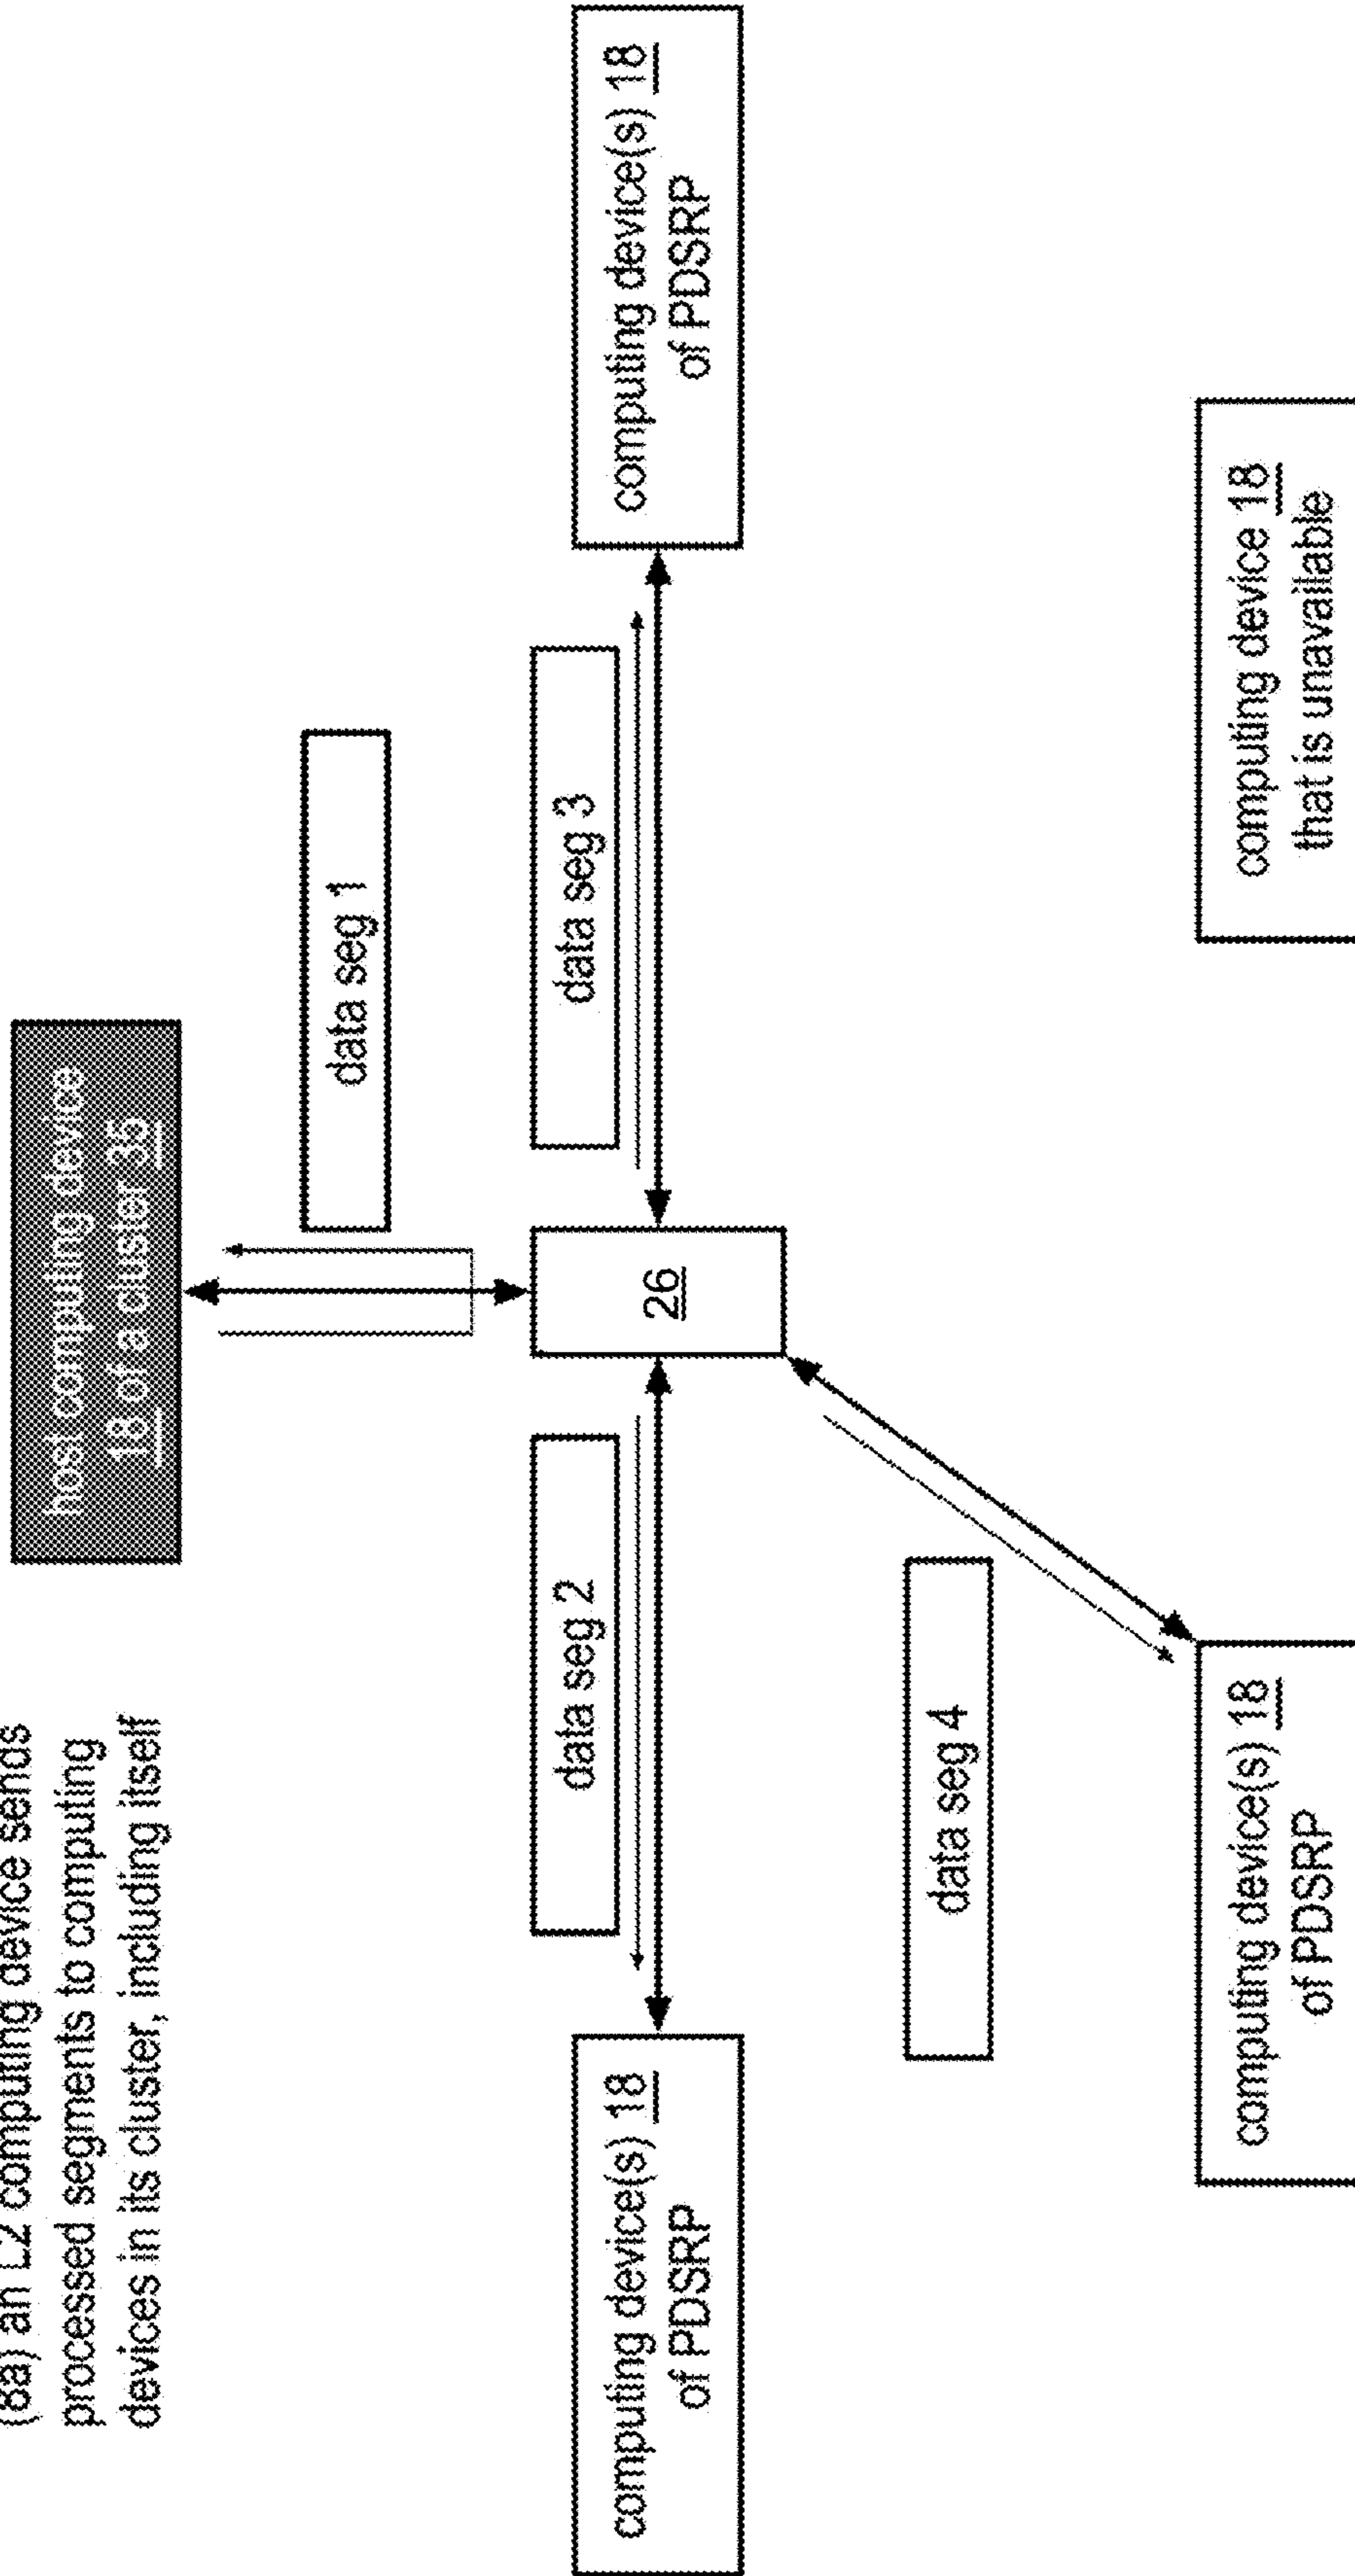 (8a) an L2 computing device sends
processed segments to computing
devices in its cluster, including itself
host computing device
18 of a cluster 35
data seg 1
data seg 2
data seg 3
computing device(s) 18
of PDSRP
26
computing device(s) 18
of PDSRP
data seg 4
computing device(s) 18
of PDSRP
computing device 18
that is unavailable